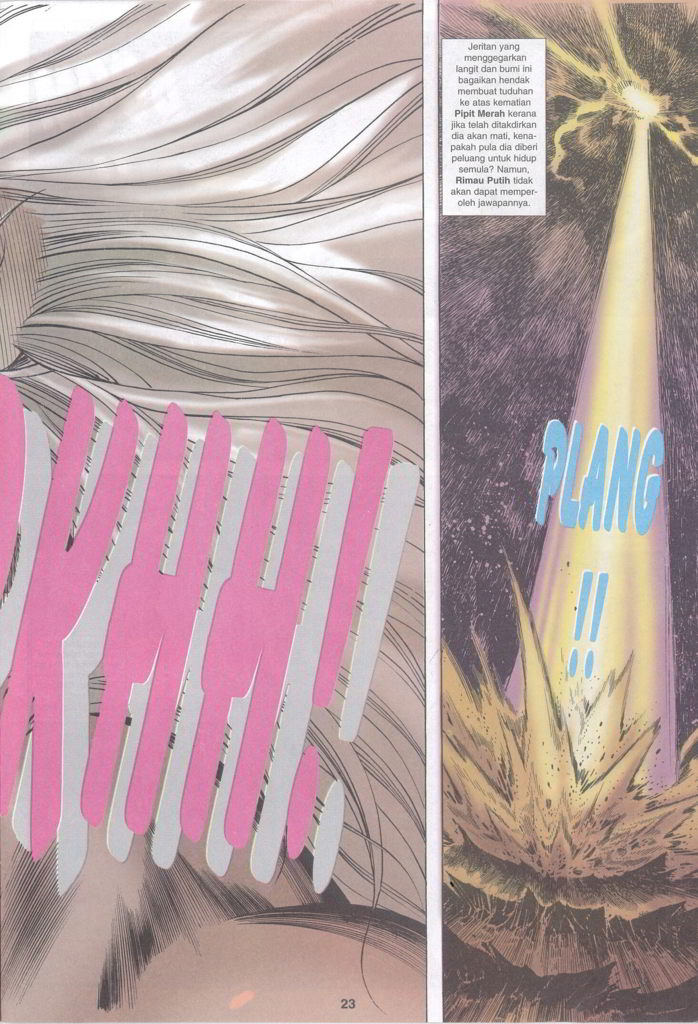 Jeritan yang
menggegarkan
langit dan bumi ini
bagaikan hendak
membuat tuduhan
ke atas kematian
Pipit Merah kerana
jika telah ditakdirkan
dia akan mati, kena-
pakah pula dia diberi
peluang untuk hidup
semula? Namun,
Rimau Putih tidak
akan dapat memper-
oleh jawapannya.
KHH!
PLANG
!!
23